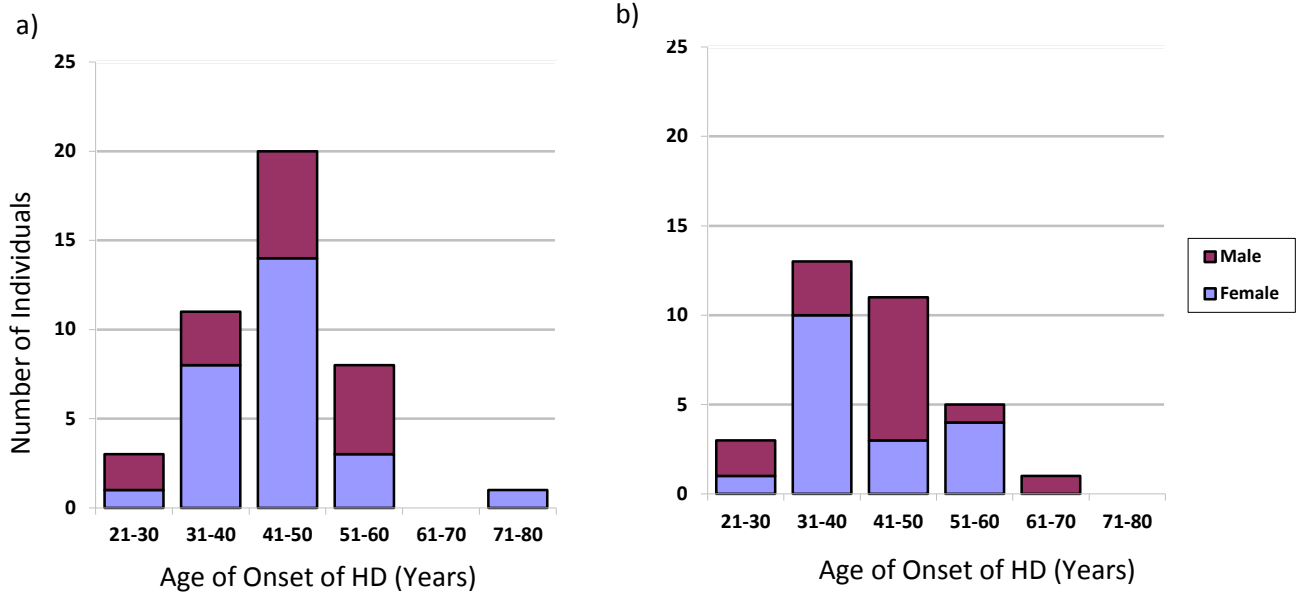 a)
25
20
15
10
5
0
Number of Individuals
21-30 31-40 41-50 51-60 61-70 71-80
Age of Onset of HD (Years)
b)
25
20
15
10
5
0
21-30 31-40 41-50 51-60 61-70 71-80
Age of Onset of HD (Years)
Male
Female